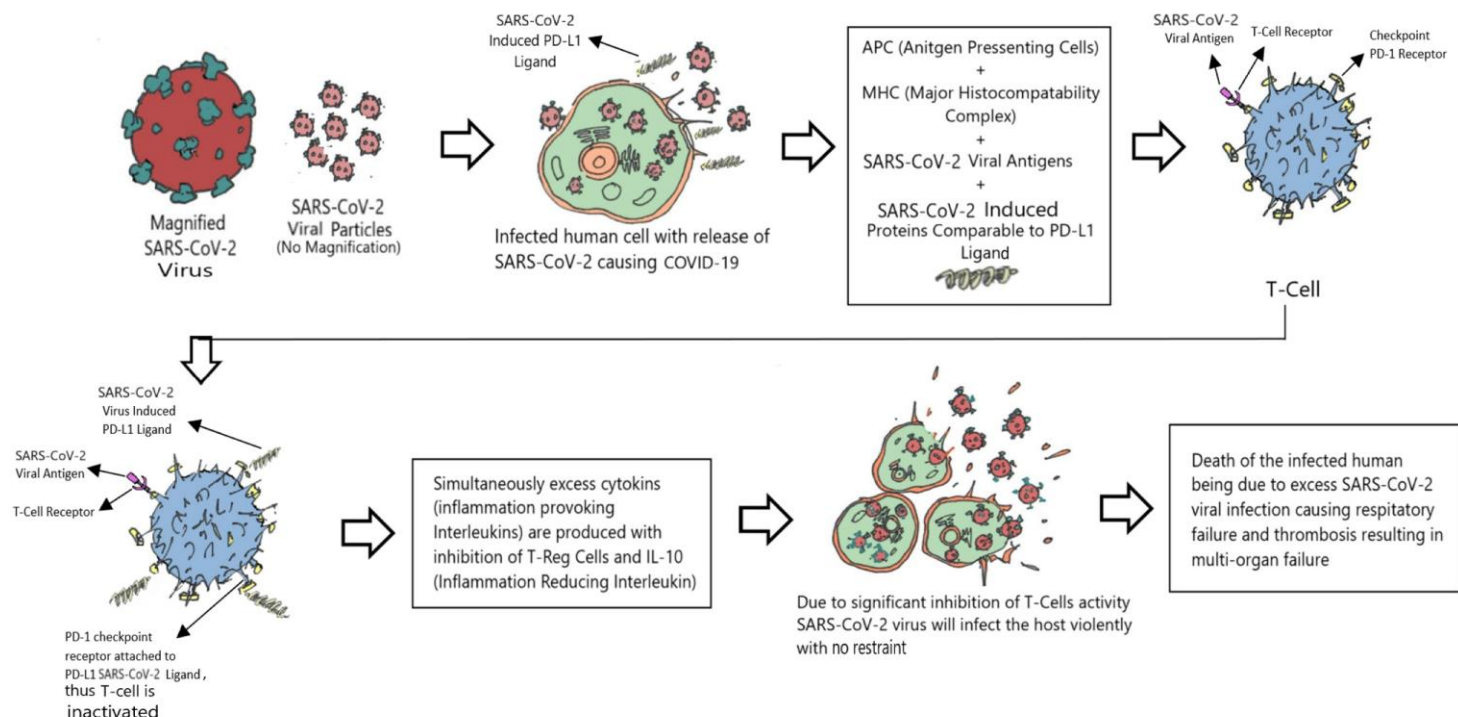 Magnified
SARS-CoV-2
Virus
SARS-CoV-2
Viral Particles
(No Magnification)
SARS-CoV-2
Induced PD-L1
Ligand
Infected human cell with release of
SARS-CoV-2 causing COVID-19
APC (Anitgen Pressenting Cells)
+
MHC (Major Histocompatability
Complex)
+
SARS-CoV-2 Viral Antigens
+
SARS-CoV-2 Induced
Proteins Comparable to PD-L1
Ligand
SARS-CoV-2
Viral Antigen
T-Cell Receptor
Checkpoint
PD-1 Receptor
T-Cell
SARS-CoV-2
Virus Induced
PD-L1 Ligand
SARS-CoV-2
Viral Antigen
T-Cell Receptor
PD-1 checkpoint
receptor attached to
PD-L1 SARS-CoV-2 Ligand,
thus T-cell is
inactivated
Simultaneously excess cytokins
(inflammation provoking
Interleukins) are produced with
inhibition of T-Reg Cells and IL-10
(Inflammation Reducing Interleukin)
Due to significant inhibition of T-Cells activity
SARS-CoV-2 virus will infect the host violently
with no restraint
Death of the infected human
being due to excess SARS-CoV-2
viral infection causing respitatory
failure and thrombosis resulting in
multi-organ failure